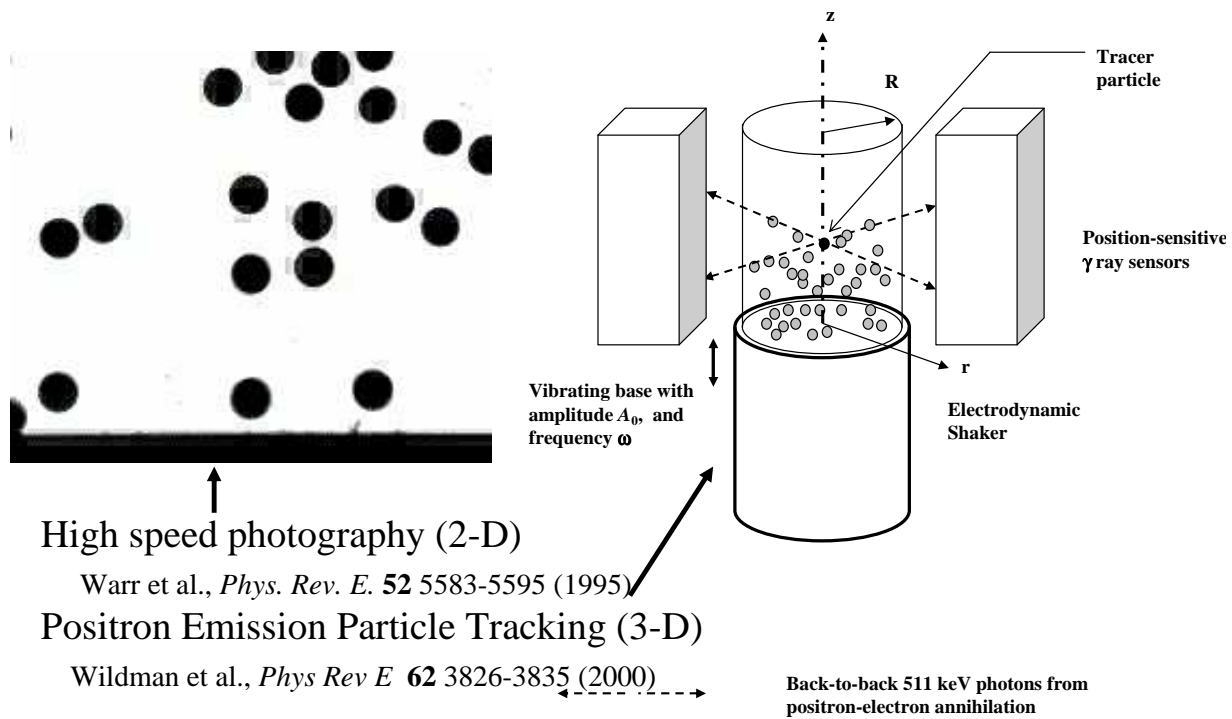 z
Tracer
particle
R
Position-sensitive
γ ray sensors
r
Vibrating base with
amplitude A₀, and
frequency ω
Electrodynamic
Shaker
High speed photography (2-D)
Warr et al., Phys. Rev. E. 52 5583-5595 (1995)
Positron Emission Particle Tracking (3-D)
Wildman et al., Phys Rev E 62 3826-3835 (2000)
Back-to-back 511 keV photons from
positron-electron annihilation